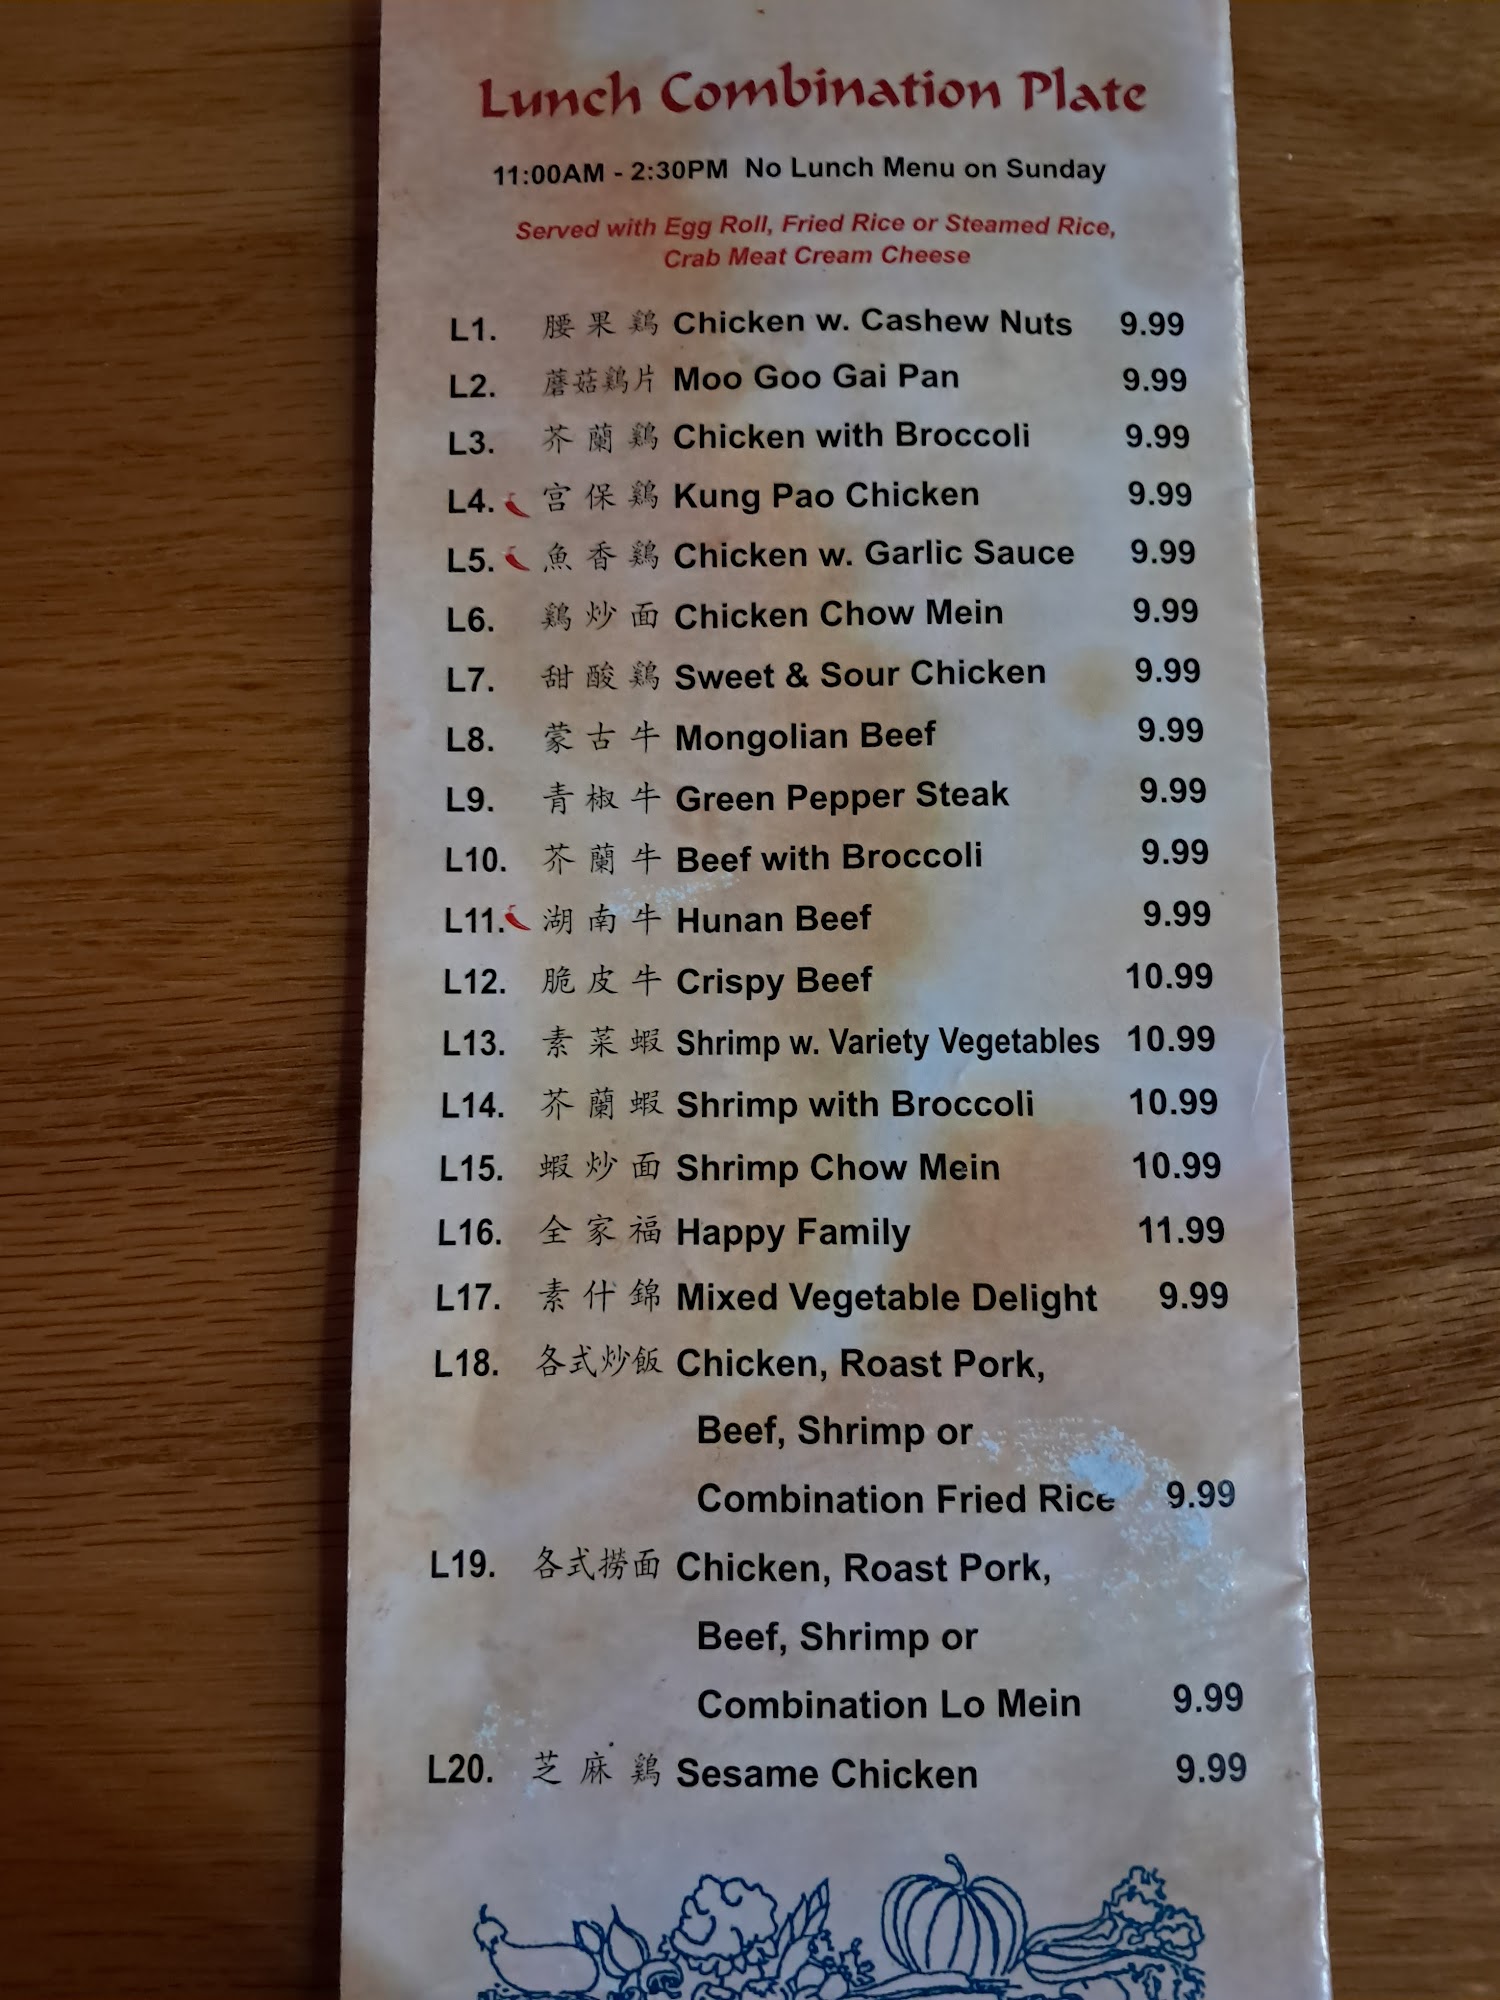 Lunch Combination Plate
11:00AM - 2:30PM No Lunch Menu on Sunday
Served with Egg Roll, Fried Rice or Steamed Rice,
Crab Meat Cream Cheese
L1. 腰果鷄 Chicken w. Cashew Nuts 9.99
L2. 蘑菇鷄片 Moo Goo Gai Pan 9.99
L3. 芥蘭鷄 Chicken with Broccoli 9.99
L4. 宮保鷄 Kung Pao Chicken 9.99
L5. 魚香鷄 Chicken w. Garlic Sauce 9.99
L6. 鷄炒面 Chicken Chow Mein 9.99
L7. 甜酸鷄 Sweet & Sour Chicken 9.99
L8. 蒙古牛 Mongolian Beef 9.99
L9. 青椒牛 Green Pepper Steak 9.99
L10. 芥蘭牛 Beef with Broccoli 9.99
L11. 湖南牛 Hunan Beef 9.99
L12. 脆皮牛 Crispy Beef 10.99
L13. 素菜蝦 Shrimp w. Variety Vegetables 10.99
L14. 芥蘭蝦 Shrimp with Broccoli 10.99
L15. 蝦炒面 Shrimp Chow Mein 10.99
L16. 全家福 Happy Family 11.99
L17. 素什錦 Mixed Vegetable Delight 9.99
L18. 各式炒飯 Chicken, Roast Pork,
Beef, Shrimp or
Combination Fried Rice 9.99
L19. 各式撈面 Chicken, Roast Pork,
Beef, Shrimp or
Combination Lo Mein 9.99
L20. 芝麻鷄 Sesame Chicken 9.99